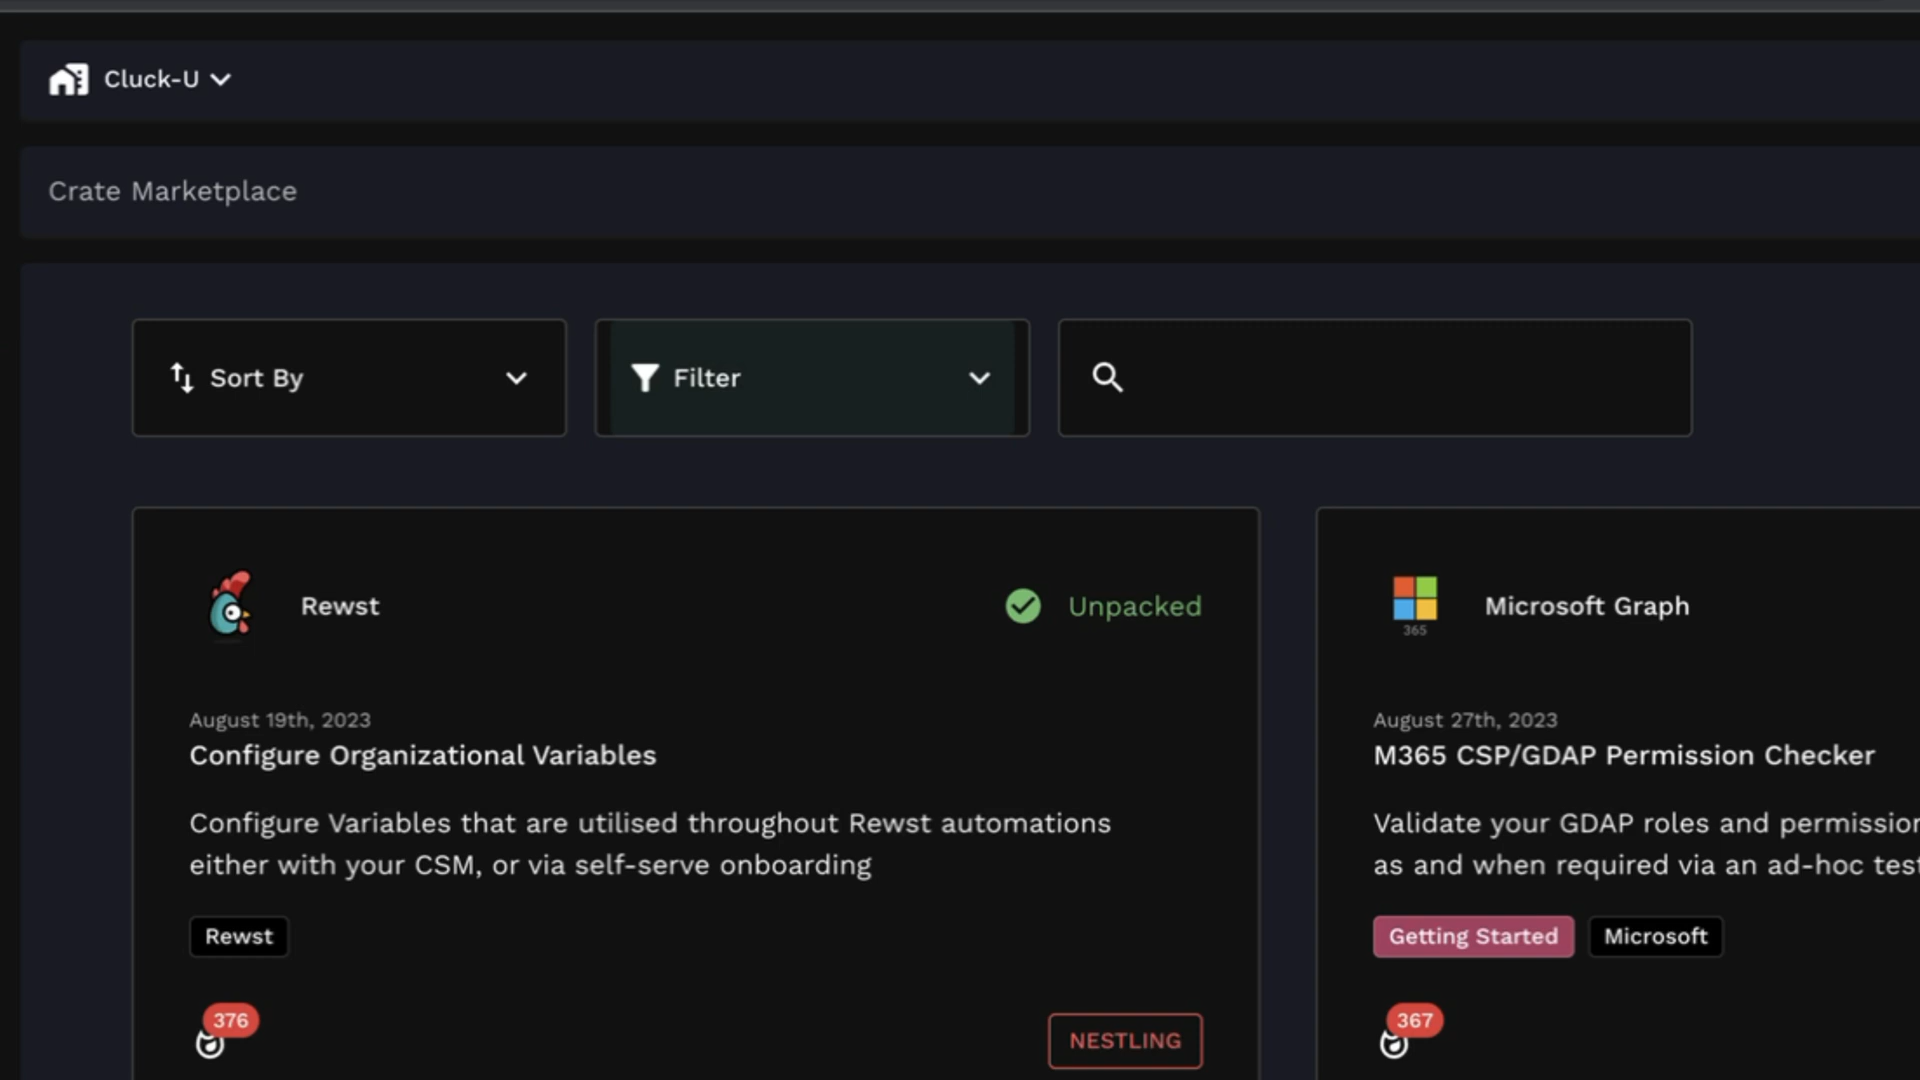 Cluck-U
Crate Marketplace
Sort By
Filter
Rewst
Unpacked
August 19th, 2023
Configure Organizational Variables
Configure Variables that are utilised throughout Rewst automations
either with your CSM, or via self-serve onboarding
Rewst
376
NESTLING
365
Microsoft Graph
August 27th, 2023
M365 CSP/GDAP Permission Checker
Validate your GDAP roles and permission
as and when required via an ad-hoc test
Getting Started
Microsoft
367